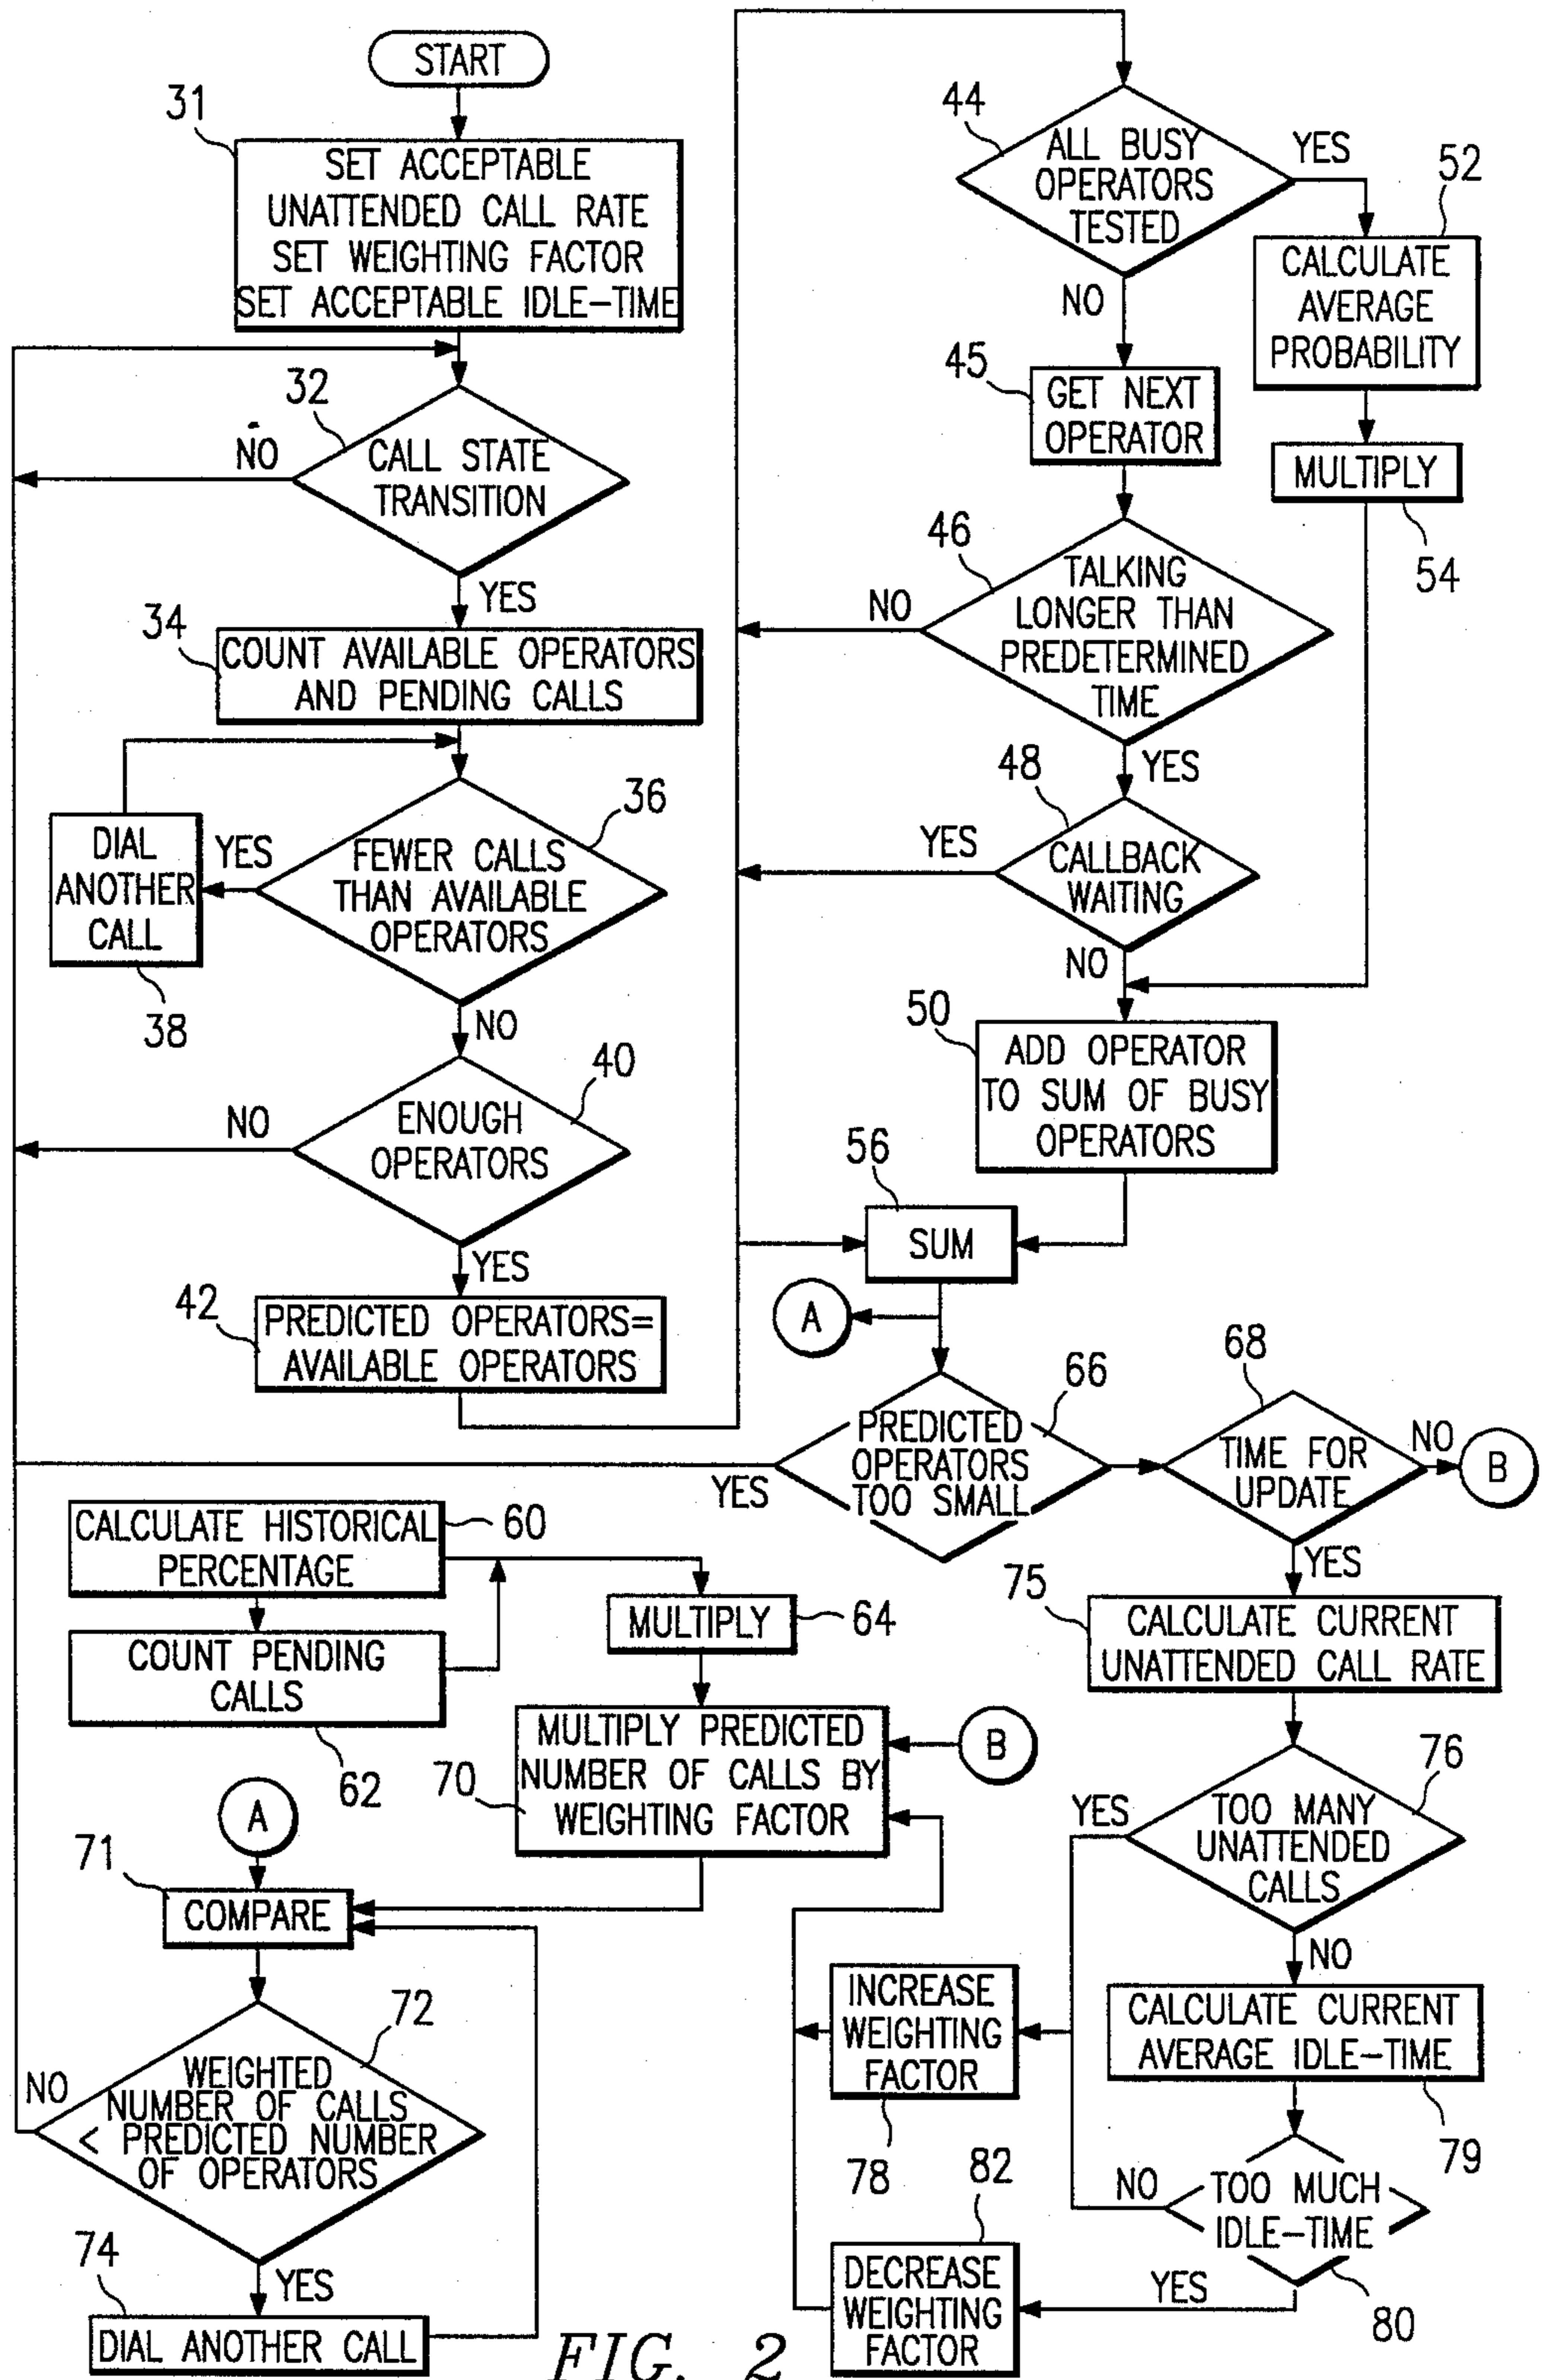 START
31
SET ACCEPTABLE
UNATTENDED CALL RATE
SET WEIGHTING FACTOR
SET ACCEPTABLE IDLE-TIME
32
NO
CALL STATE
TRANSITION
YES
34
COUNT AVAILABLE OPERATORS
AND PENDING CALLS
36
FEWER CALLS
THAN AVAILABLE
OPERATORS
YES
DIAL
ANOTHER
CALL
38
NO
40
ENOUGH
OPERATORS
NO
YES
42
PREDICTED OPERATORS=
AVAILABLE OPERATORS
44
ALL BUSY
OPERATORS
TESTED
YES
52
CALCULATE
AVERAGE
PROBABILITY
NO
45
GET NEXT
OPERATOR
MULTIPLY
54
46
TALKING
LONGER THAN
PREDETERMINED
TIME
NO
YES
48
CALLBACK
WAITING
YES
NO
50
ADD OPERATOR
TO SUM OF BUSY
OPERATORS
56
SUM
A
66
PREDICTED
OPERATORS
TOO SMALL
YES
68
TIME FOR
UPDATE
NO
B
YES
CALCULATE HISTORICAL
PERCENTAGE
60
COUNT PENDING
CALLS
62
MULTIPLY
64
70
MULTIPLY PREDICTED
NUMBER OF CALLS BY
WEIGHTING FACTOR
B
A
71
COMPARE
72
WEIGHTED
NUMBER OF CALLS
< PREDICTED NUMBER
OF OPERATORS
NO
YES
74
DIAL ANOTHER CALL
75
CALCULATE CURRENT
UNATTENDED CALL RATE
76
TOO MANY
UNATTENDED
CALLS
YES
NO
INCREASE
WEIGHTING
FACTOR
78
CALCULATE CURRENT
AVERAGE IDLE-TIME
79
TOO MUCH
IDLE-TIME
NO
YES
80
82
DECREASE
WEIGHTING
FACTOR
FIG. 2